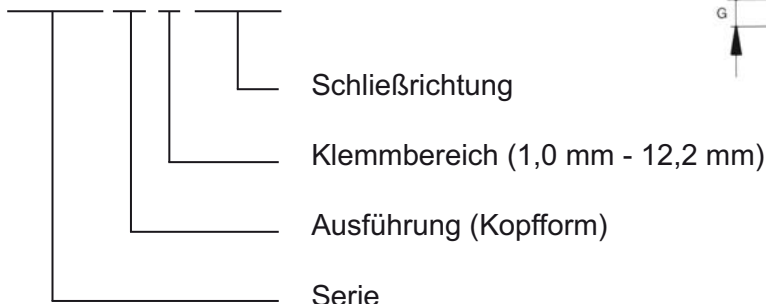 G
Schließrichtung
Klemmbereich (1,0 mm - 12,2 mm)
Ausführung (Kopfform)
Serie